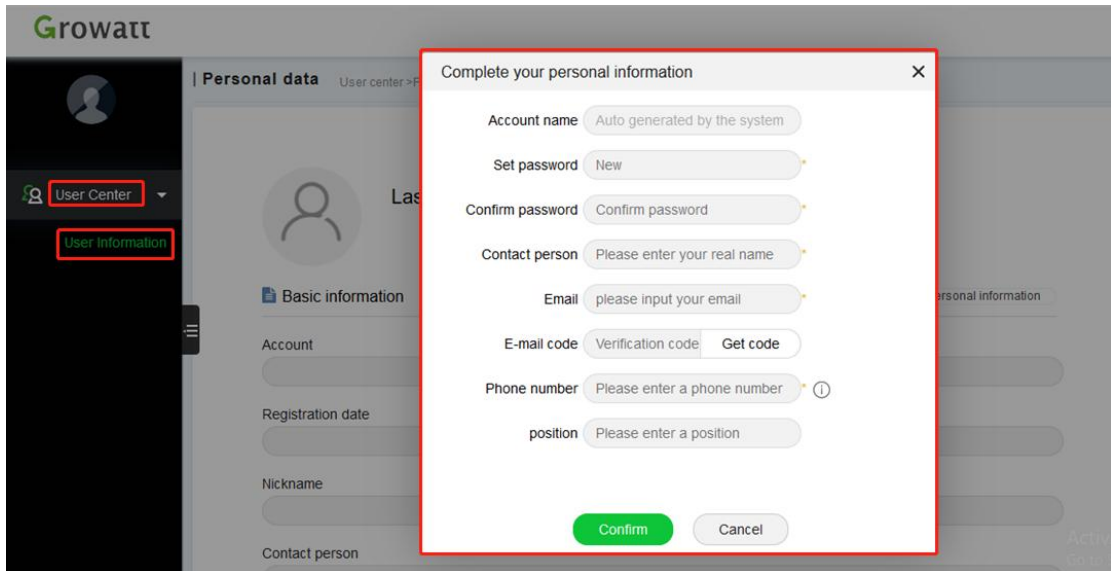 Growatt
Personal data User center >P
Complete your personal information
Account name Auto generated by the system
Set password New *
User Center
Las
Confirm password Confirm password *
User Information
Contact person Please enter your real name *
Basic information
Email please input your email *
ersonal information
Account
E-mail code Verification code Get code
Phone number Please enter a phone number *
Registration date
position Please enter a position
Nickname
Confirm Cancel
Contact person
Activ